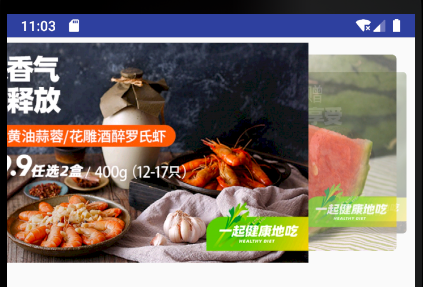 11:03
香气
释放
黄油蒜蓉/花雕酒醉罗氏虾
.9任选2盒 / 400g (12-17只)
一起健康地吃
HEALTHY DIET
一起健康地吃
HEALTHY DIET